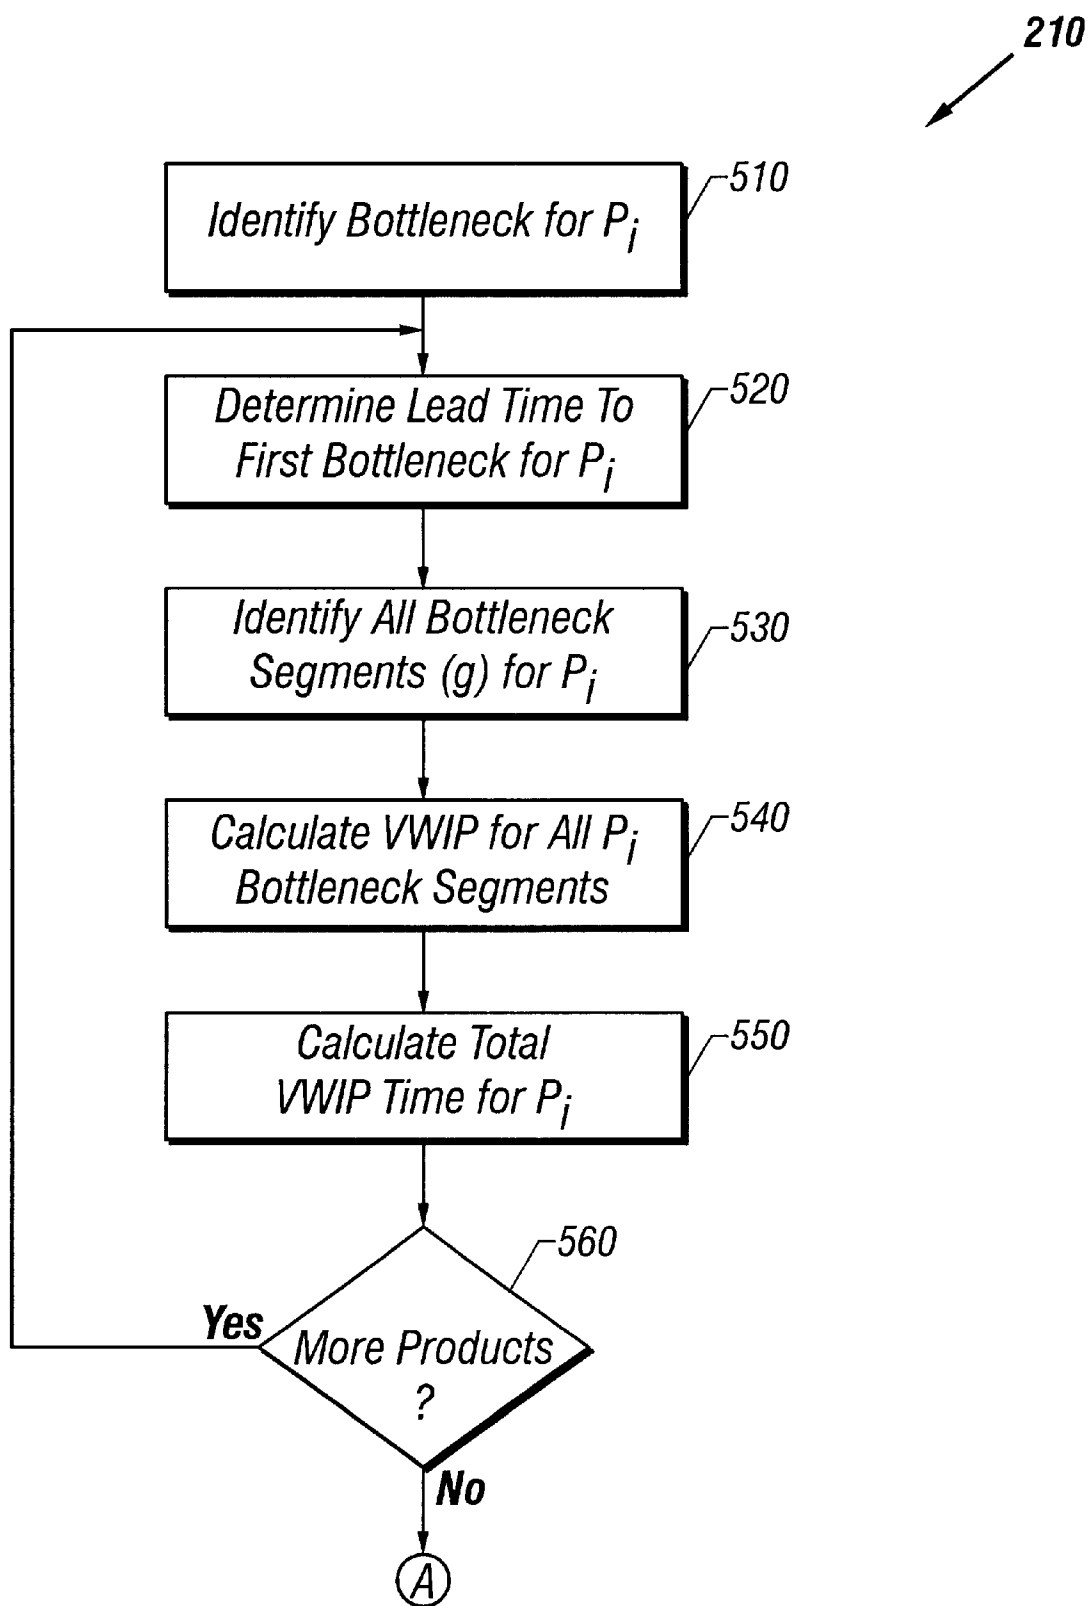 210
Identify Bottleneck for Pi
510
Determine Lead Time To
First Bottleneck for Pi
520
Identify All Bottleneck
Segments (g) for Pi
530
Calculate VWIP for All Pi
Bottleneck Segments
540
Calculate Total
VWIP Time for Pi
550
560
Yes
More Products
?
No
A